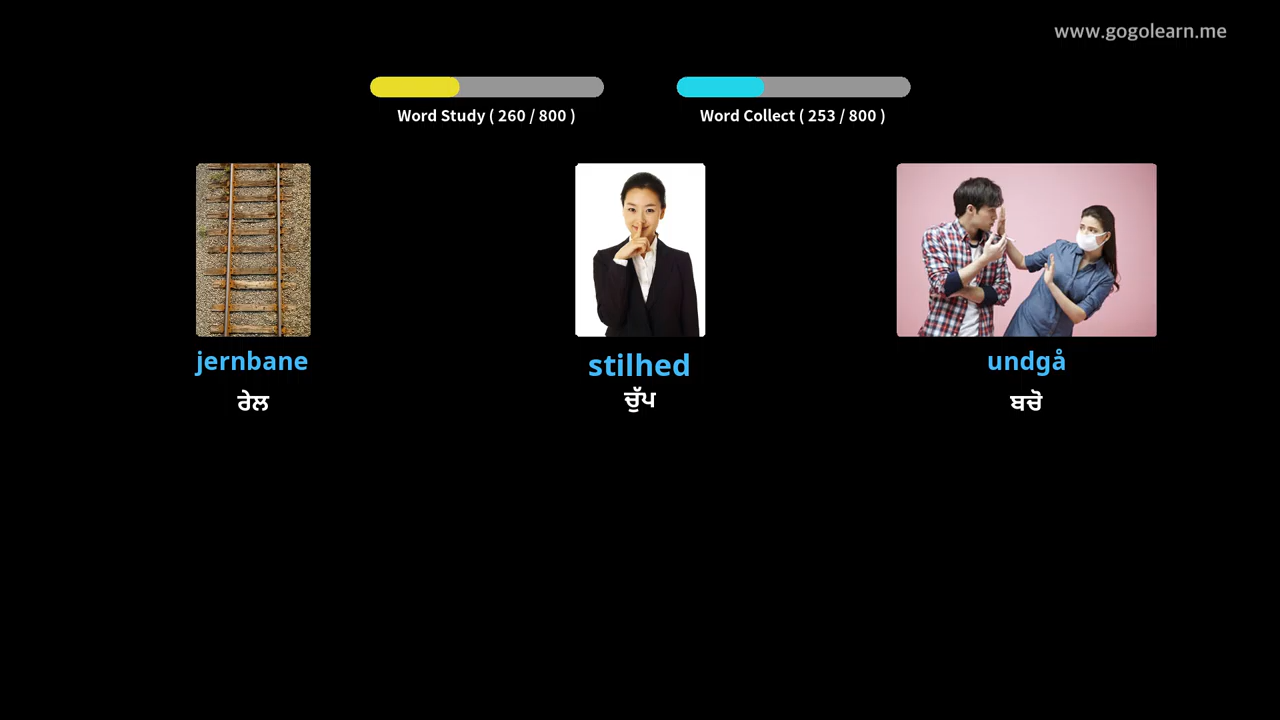 www.gogolearn.me
Word Study ( 260 / 800 )
Word Collect ( 253 / 800 )
jernbane
stilhed
undgå
ਰੇਲ
ਚੁੱਪ
ਬਚੋ